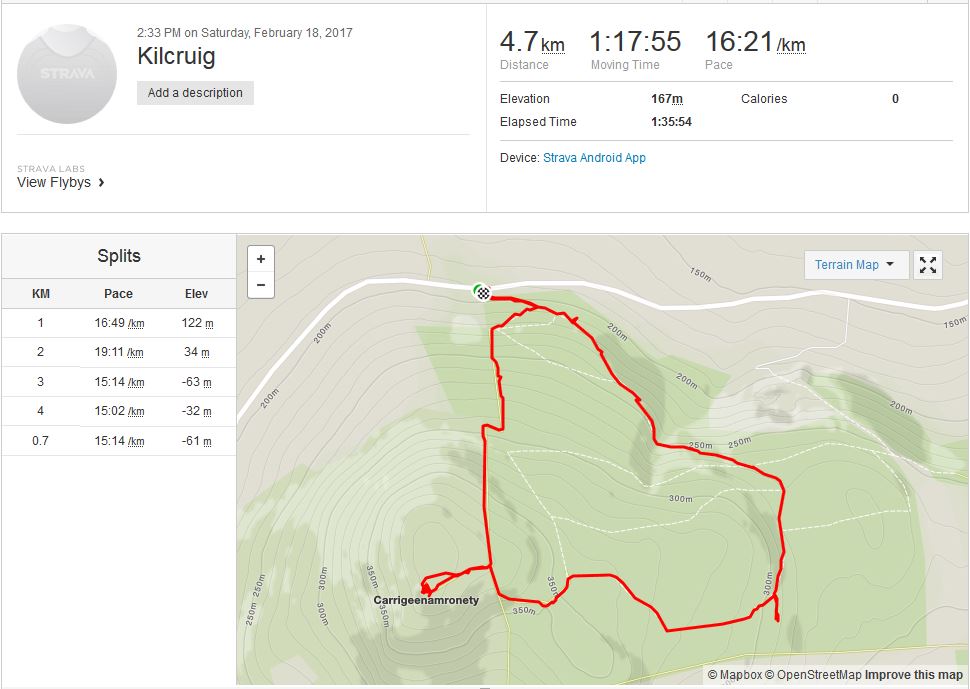 2:33 PM on Saturday, February 18, 2017
Kilcruig
STRAVA
Add a description
STRAVA LABS
View Flybys
4.7 km 1:17:55 16:21 /km
Distance Moving Time Pace
Elevation 167m Calories 0
Elapsed Time 1:35:54
Device: Strava Android App
Splits
KM Pace Elev
1 16:49 /km 122 m
2 19:11 /km 34 m
3 15:14 /km -63 m
4 15:02 /km -32 m
0.7 15:14 /km -61 m
+
−
Terrain Map
150m
150m
200m
200m
200m
200m
200m
250m
250m
300m
300m
350m
350m
350m
350m
300m
300m
250m
250m
Carrigeenamronety
© Mapbox © OpenStreetMap Improve this map